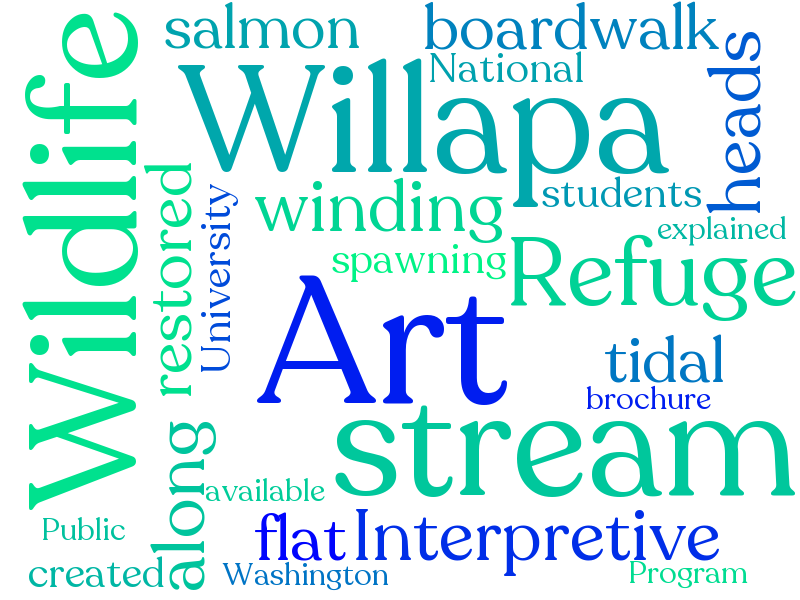 salmon
boardwalk
National
Willapa
Wildlife
heads
students
winding
restored
University
explained
spawning
Refuge
Art
tidal
brochure
stream
along
available
Public
flat
Interpretive
created
Washington
Program